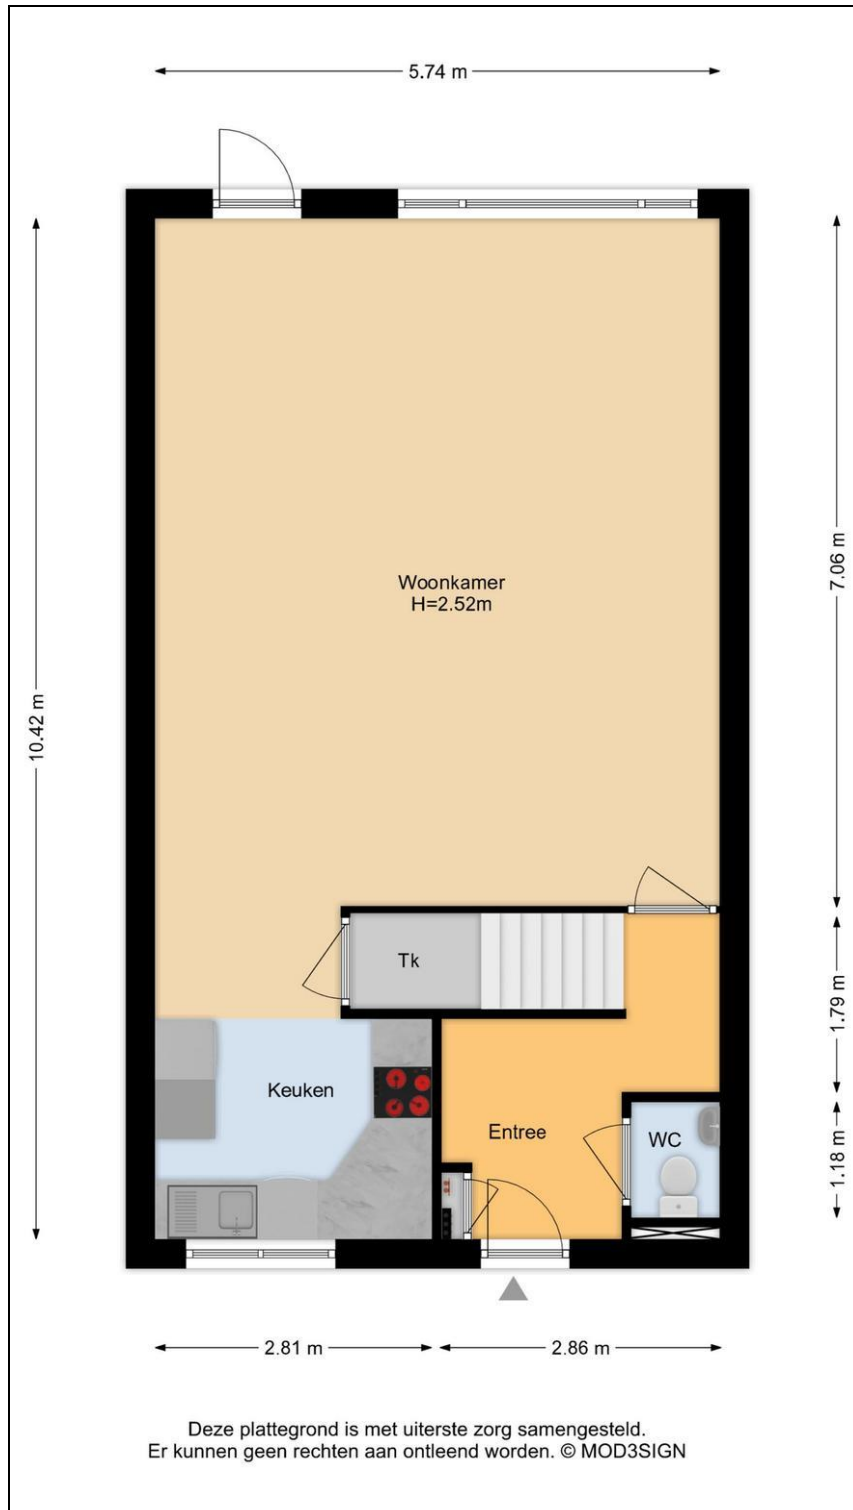 5.74 m
10.42 m
7.06 m
Woonkamer
H=2.52m
Tk
1.79 m
Keuken
Entree
WC
1.18 m
2.81 m
2.86 m
Deze plattegrond is met uiterste zorg samengesteld.
Er kunnen geen rechten aan ontleend worden. © MOD3SIGN